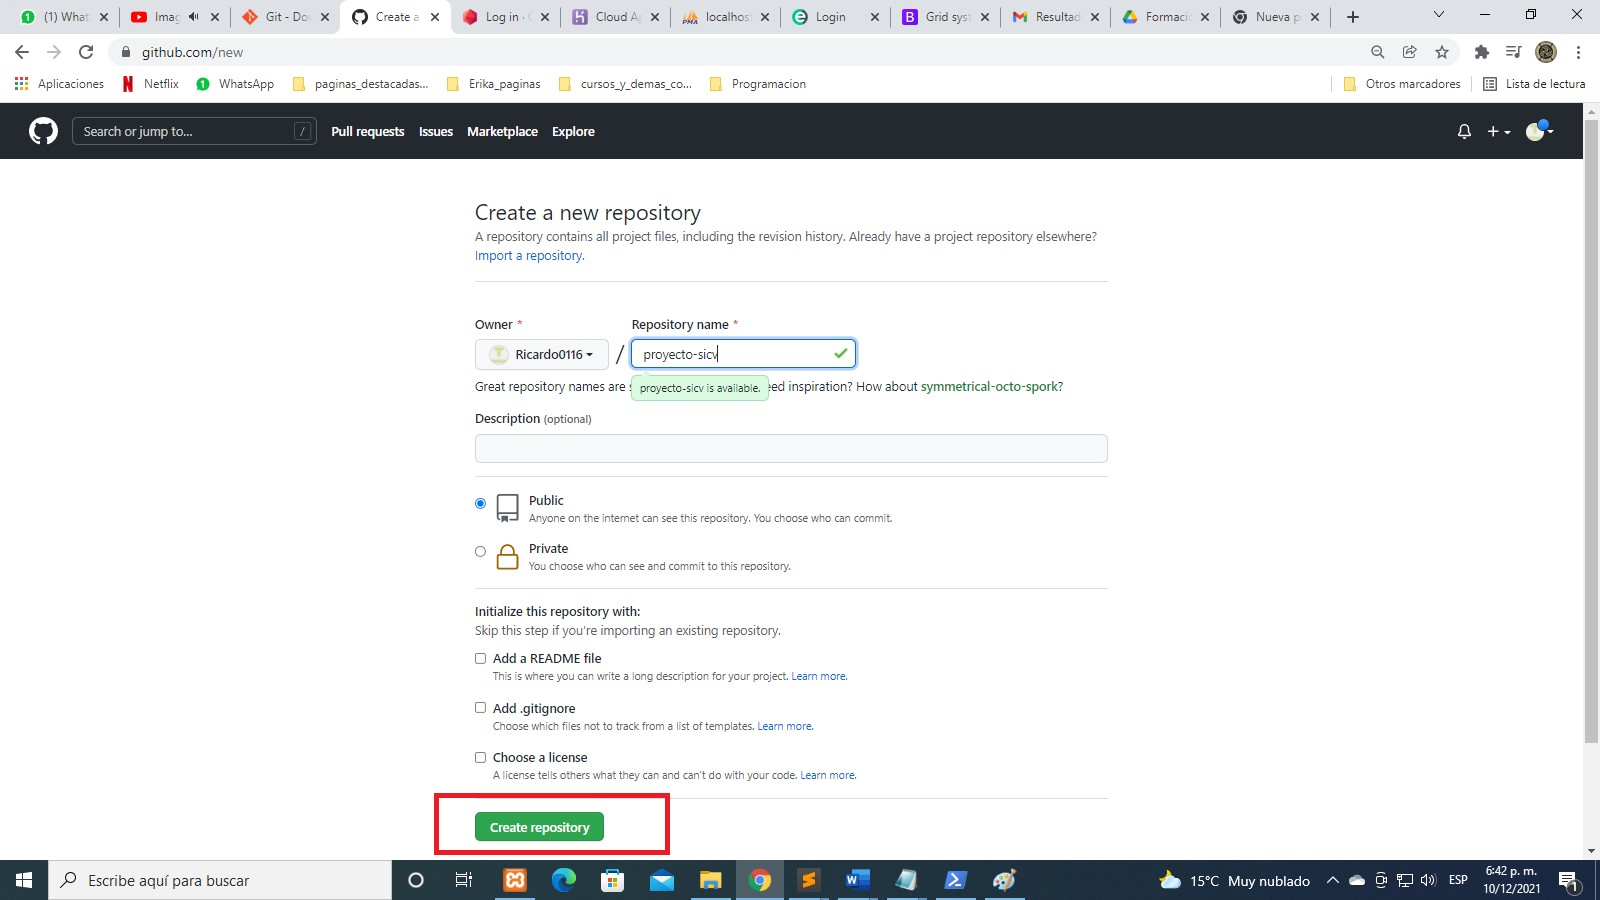 (1) What
Imag
Git - Dow
Create a
Log in ·
Cloud Ap
localhos
Login
Grid syst
Resultad
Formaci
Nueva p
github.com/new
Aplicaciones
Netflix
WhatsApp
paginas_destacadas...
Erika_paginas
cursos_y_demas_co...
Programacion
Otros marcadores
Lista de lectura
Search or jump to...
/
Pull requests
Issues
Marketplace
Explore
Create a new repository
A repository contains all project files, including the revision history. Already have a project repository elsewhere?
Import a repository.
Owner *
Repository name *
Ricardo0116
/
proyecto-sicv
Great repository names are
proyecto-sicv is available.
eed inspiration? How about symmetrical-octo-spork?
Description (optional)
Public
Anyone on the internet can see this repository. You choose who can commit.
Private
You choose who can see and commit to this repository.
Initialize this repository with:
Skip this step if you're importing an existing repository.
Add a README file
This is where you can write a long description for your project. Learn more.
Add .gitignore
Choose which files not to track from a list of templates. Learn more.
Choose a license
A license tells others what they can and can't do with your code. Learn more.
Create repository
Escribe aquí para buscar
15°C Muy nublado
ESP
6:42 p. m.
10/12/2021
1